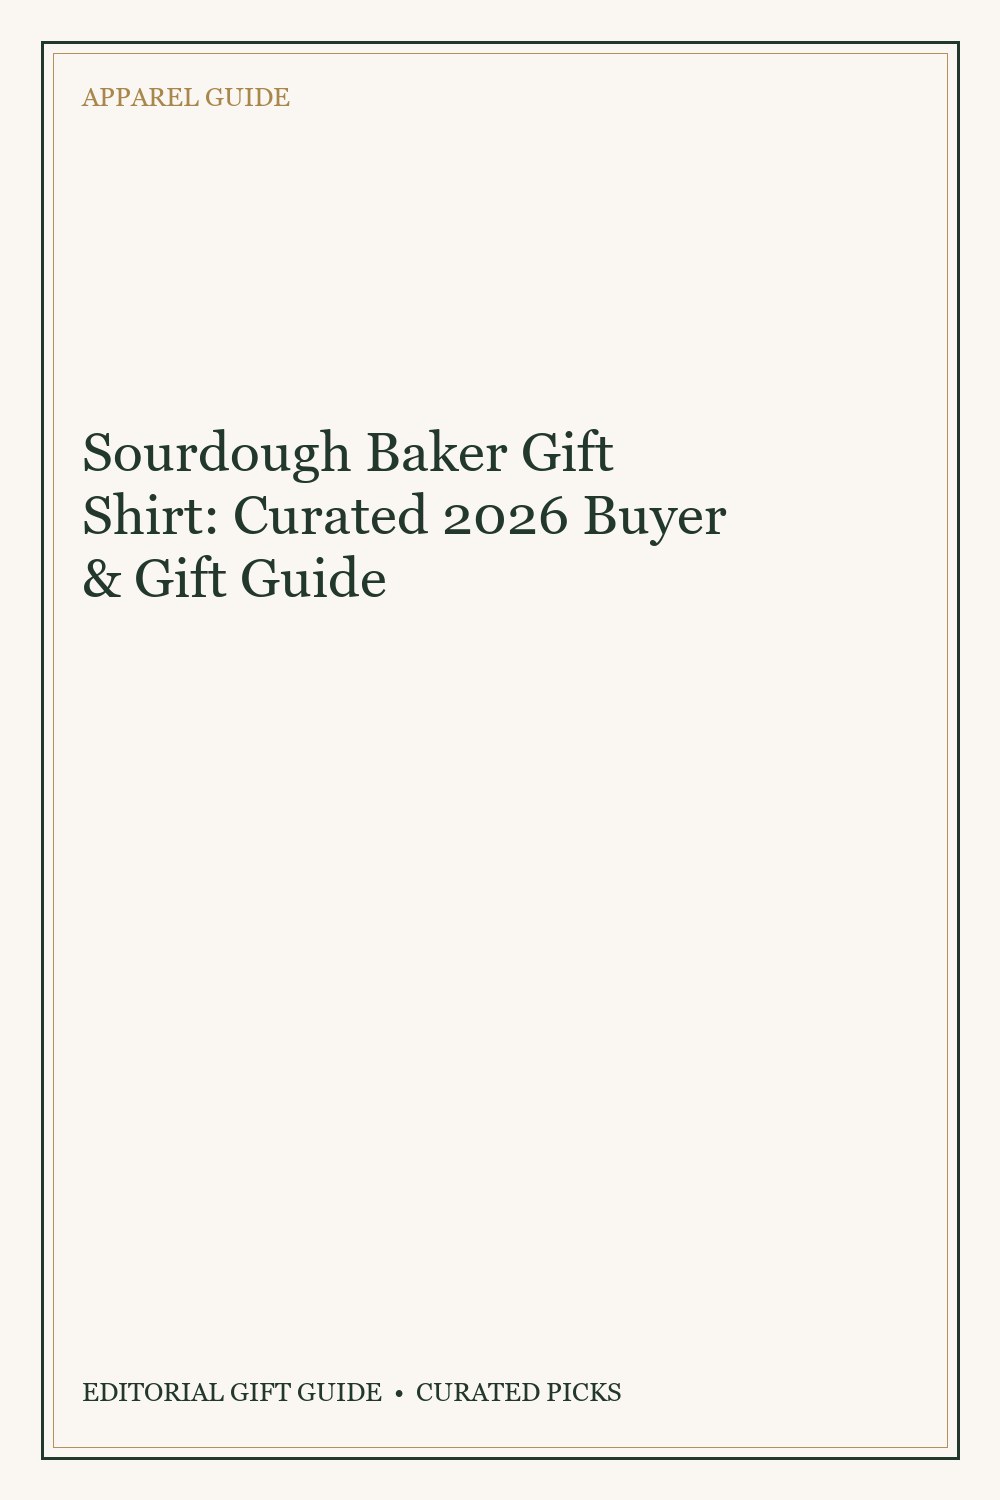 APPAREL GUIDE
Sourdough Baker Gift
Shirt: Curated 2026 Buyer
& Gift Guide
EDITORIAL GIFT GUIDE • CURATED PICKS